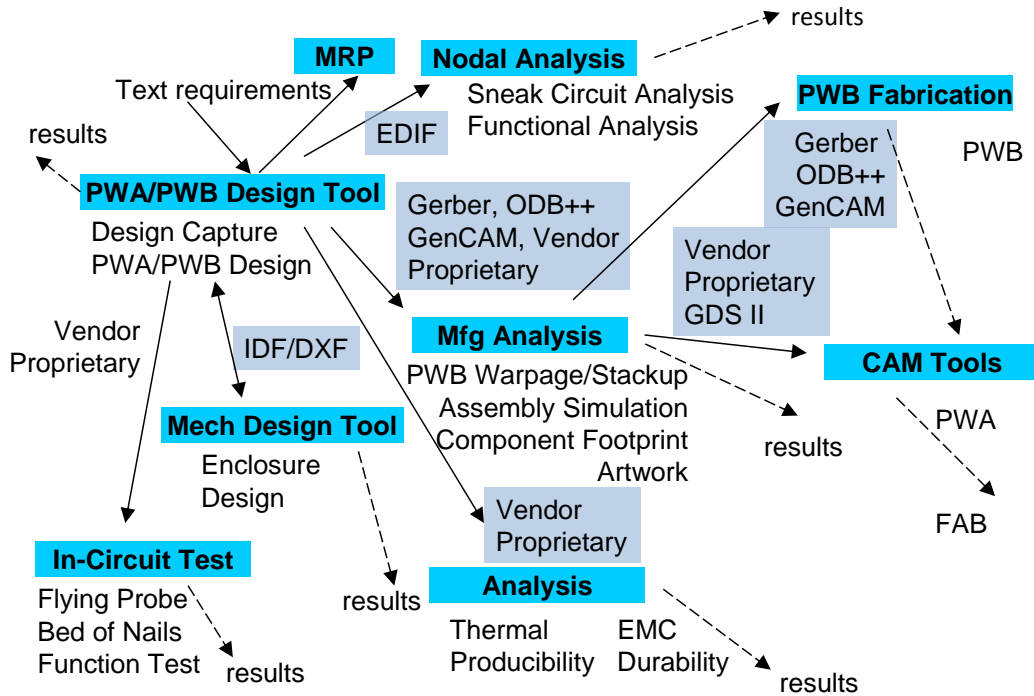 results
MRP
Nodal Analysis
Text requirements
Sneak Circuit Analysis
Functional Analysis
PWB Fabrication
results
EDIF
Gerber
ODB++
GenCAM
PWB
PWA/PWB Design Tool
Design Capture
PWA/PWB Design
Gerber, ODB++
GenCAM, Vendor
Proprietary
Vendor
Proprietary
GDS II
Vendor
Proprietary
IDF/DXF
Mfg Analysis
PWB Warpage/Stackup
Assembly Simulation
Component Footprint
Artwork
CAM Tools
results
PWA
FAB
Mech Design Tool
Enclosure
Design
Vendor
Proprietary
In-Circuit Test
Flying Probe
Bed of Nails
Function Test
results
results
Analysis
Thermal
Producibility
EMC
Durability
results